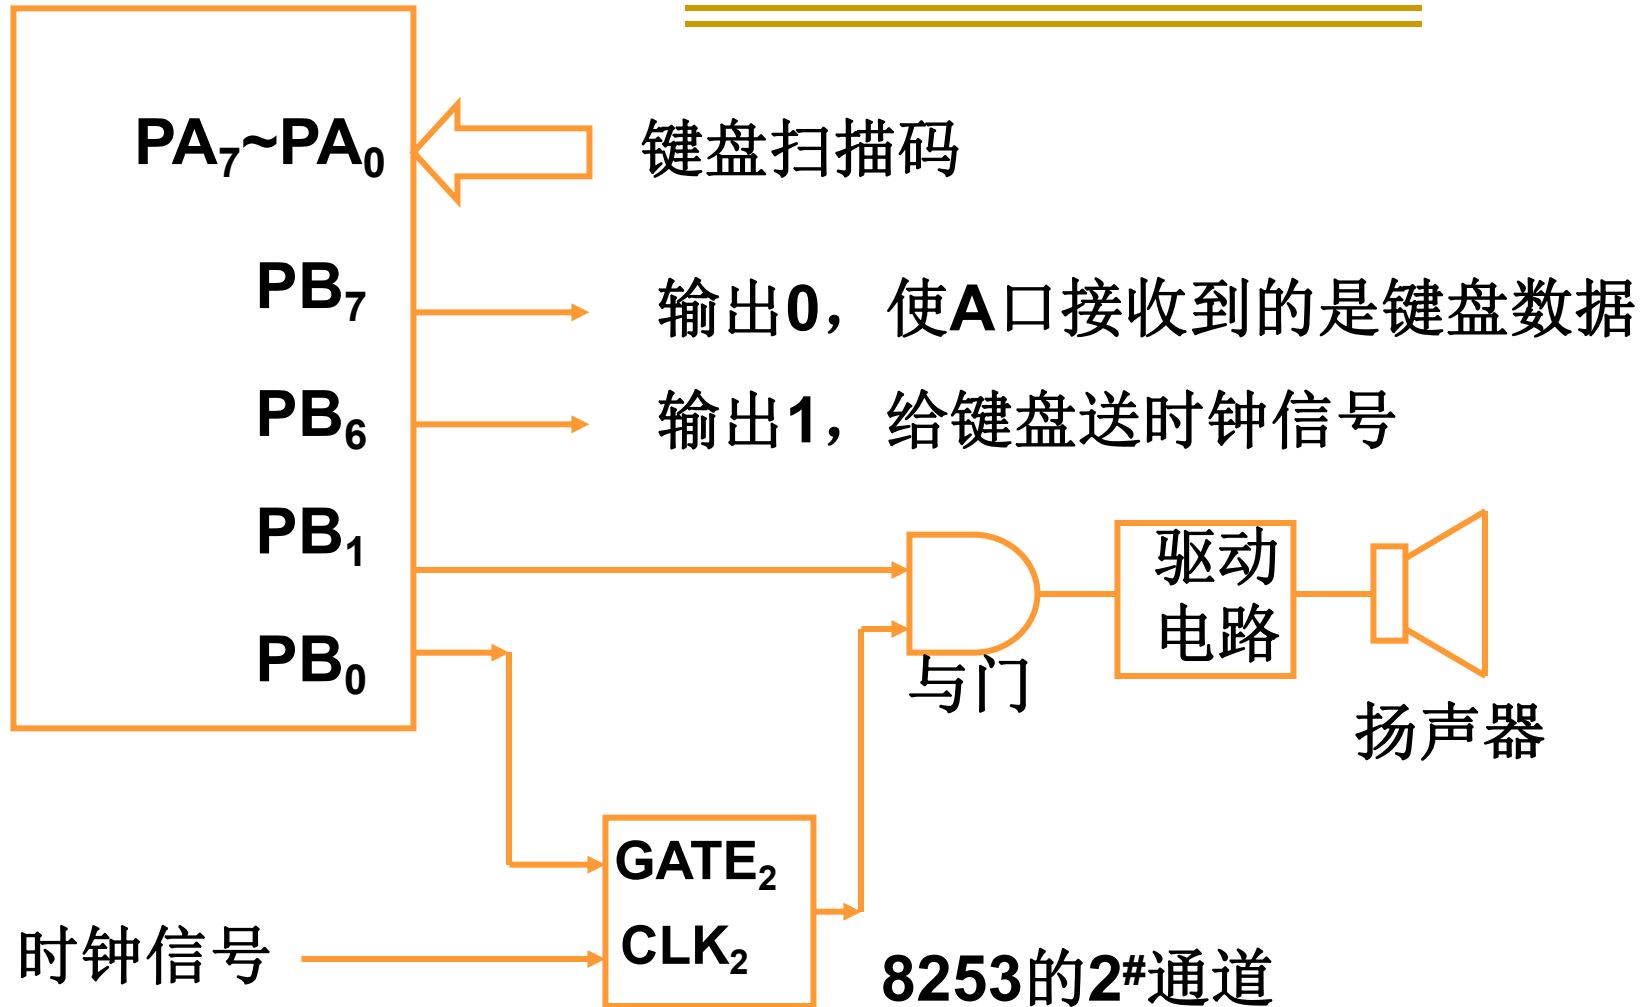 PA₇~PA₀
键盘扫描码
PB₇
输出0，使A口接收到的是键盘数据
PB₆
输出1，给键盘送时钟信号
PB₁
驱动
电路
PB₀
与门
扬声器
GATE₂
时钟信号
CLK₂
8253的2#通道